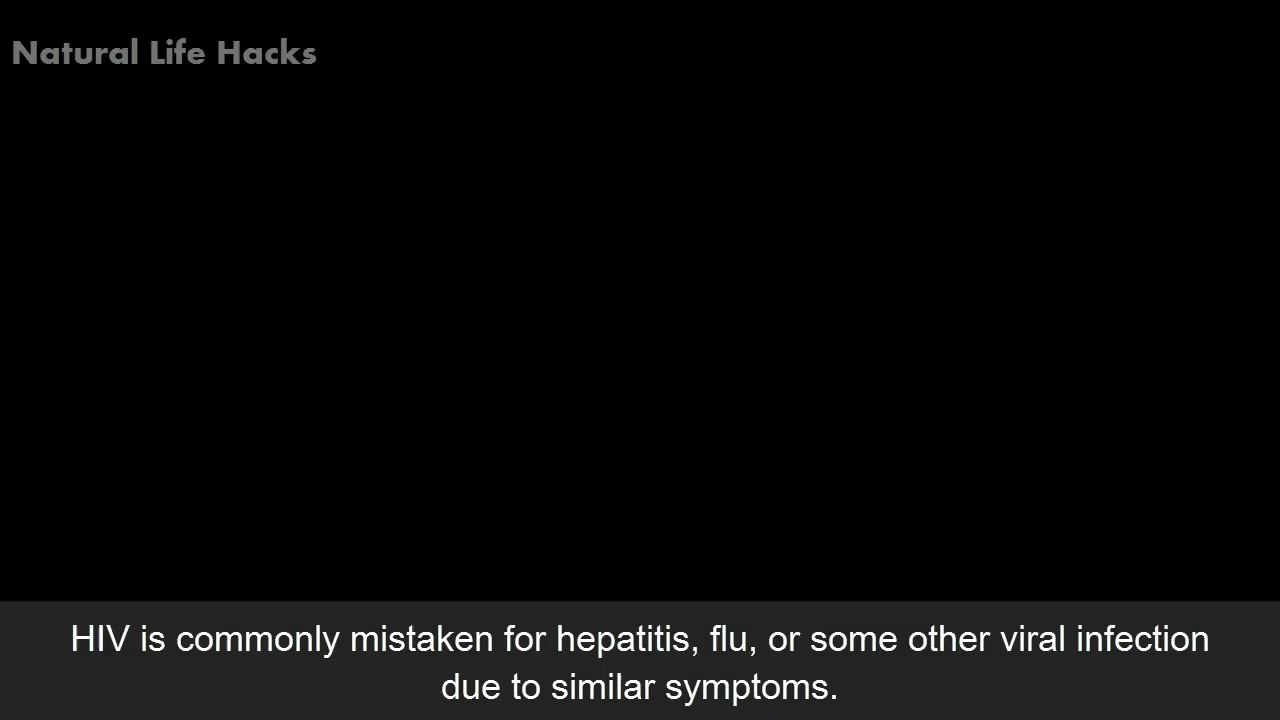 Natural Life Hacks
HIV is commonly mistaken for hepatitis, flu, or some other viral infection
due to similar symptoms.